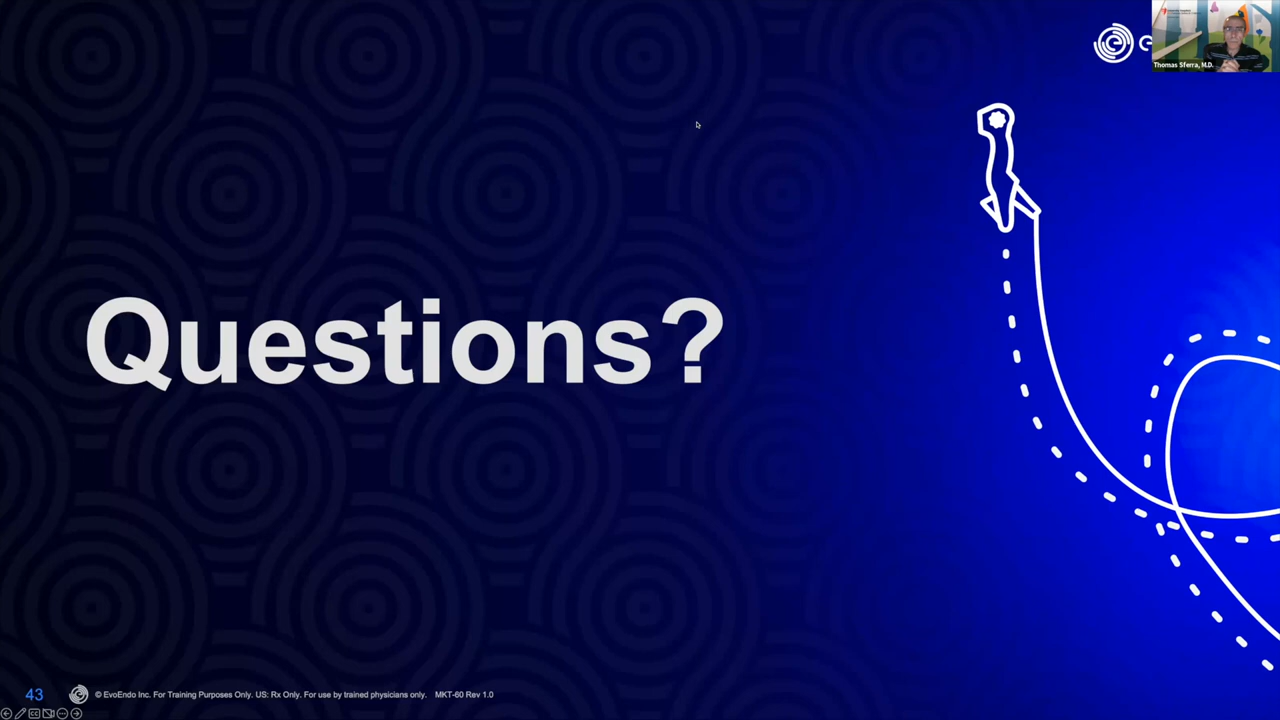 Thomas Sferra, M.D.
Questions?
43
© EvoEndo Inc. For Training Purposes Only. US: Rx Only. For use by trained physicians only. MKT-60 Rev 1.0